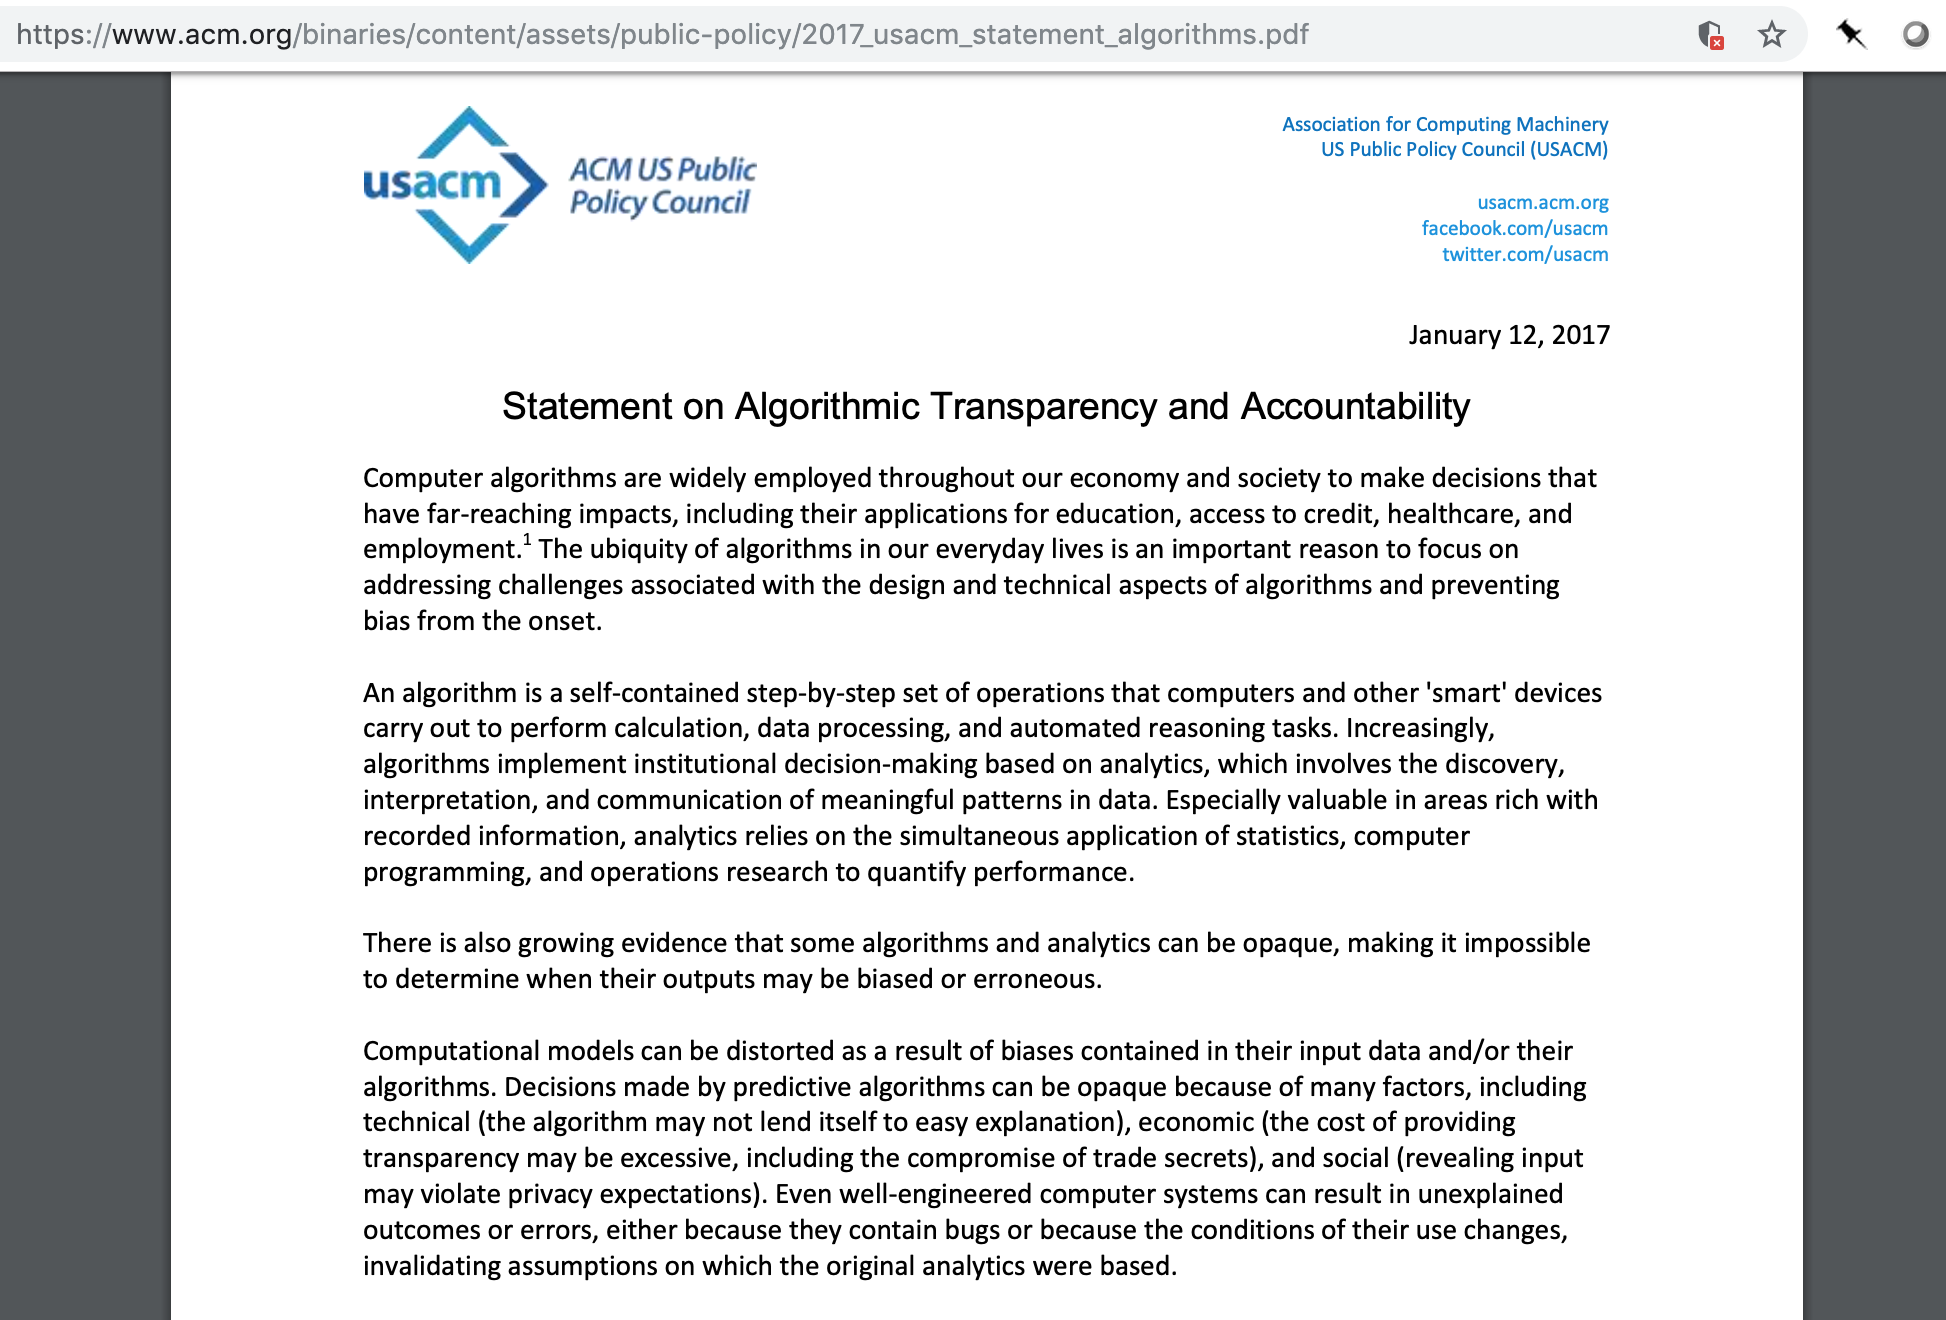 https://www.acm.org/binaries/content/assets/public-policy/2017_usacm_statement_algorithms.pdf
usacm
ACM US Public
Policy Council
Association for Computing Machinery
US Public Policy Council (USACM)
usacm.acm.org
facebook.com/usacm
twitter.com/usacm
January 12, 2017
Statement on Algorithmic Transparency and Accountability
Computer algorithms are widely employed throughout our economy and society to make decisions that
have far-reaching impacts, including their applications for education, access to credit, healthcare, and
employment.¹ The ubiquity of algorithms in our everyday lives is an important reason to focus on
addressing challenges associated with the design and technical aspects of algorithms and preventing
bias from the onset.
An algorithm is a self-contained step-by-step set of operations that computers and other 'smart' devices
carry out to perform calculation, data processing, and automated reasoning tasks. Increasingly,
algorithms implement institutional decision-making based on analytics, which involves the discovery,
interpretation, and communication of meaningful patterns in data. Especially valuable in areas rich with
recorded information, analytics relies on the simultaneous application of statistics, computer
programming, and operations research to quantify performance.
There is also growing evidence that some algorithms and analytics can be opaque, making it impossible
to determine when their outputs may be biased or erroneous.
Computational models can be distorted as a result of biases contained in their input data and/or their
algorithms. Decisions made by predictive algorithms can be opaque because of many factors, including
technical (the algorithm may not lend itself to easy explanation), economic (the cost of providing
transparency may be excessive, including the compromise of trade secrets), and social (revealing input
may violate privacy expectations). Even well-engineered computer systems can result in unexplained
outcomes or errors, either because they contain bugs or because the conditions of their use changes,
invalidating assumptions on which the original analytics were based.